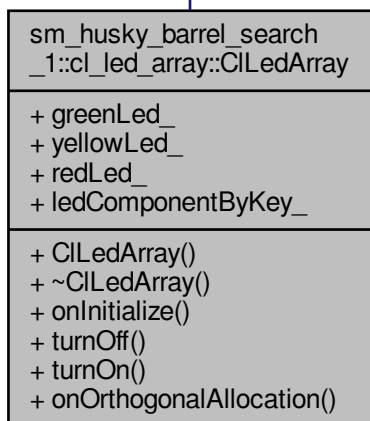 sm_husky_barrel_search
_1::cl_led_array::ClLedArray
+ greenLed_
+ yellowLed_
+ redLed_
+ ledComponentByKey_
+ ClLedArray()
+ ~ClLedArray()
+ onInitialize()
+ turnOff()
+ turnOn()
+ onOrthogonalAllocation()